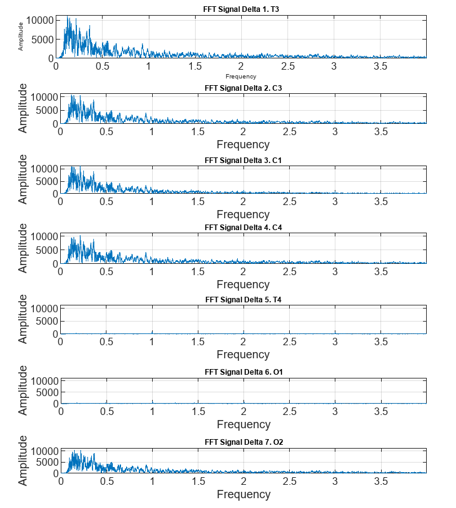 FFT Signal Delta 1. T3
10000
5000
0
Amplitude
0 0.5 1 1.5 2 2.5 3 3.5
Frequency
FFT Signal Delta 2. C3
10000
5000
0
Amplitude
0 0.5 1 1.5 2 2.5 3 3.5
Frequency
FFT Signal Delta 3. C1
10000
5000
0
Amplitude
0 0.5 1 1.5 2 2.5 3 3.5
Frequency
FFT Signal Delta 4. C4
10000
5000
0
Amplitude
0 0.5 1 1.5 2 2.5 3 3.5
Frequency
FFT Signal Delta 5. T4
10000
5000
0
Amplitude
0 0.5 1 1.5 2 2.5 3 3.5
Frequency
FFT Signal Delta 6. O1
10000
5000
0
Amplitude
0 0.5 1 1.5 2 2.5 3 3.5
Frequency
FFT Signal Delta 7. O2
10000
5000
0
Amplitude
0 0.5 1 1.5 2 2.5 3 3.5
Frequency